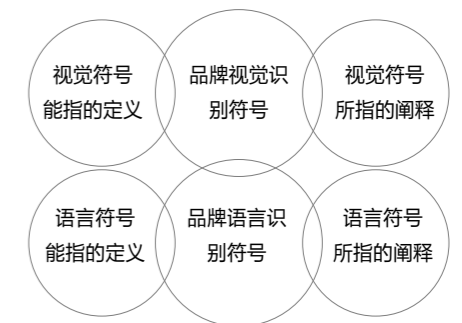 视觉符号
能指的定义
品牌视觉识
别符号
视觉符号
所指的阐释
语言符号
能指的定义
品牌语言识
别符号
语言符号
所指的阐释